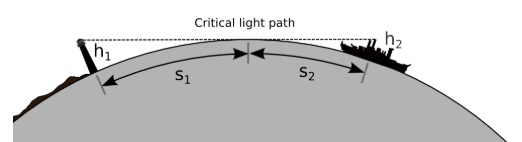 Critical light path
h₁
h₂
s₁
s₂